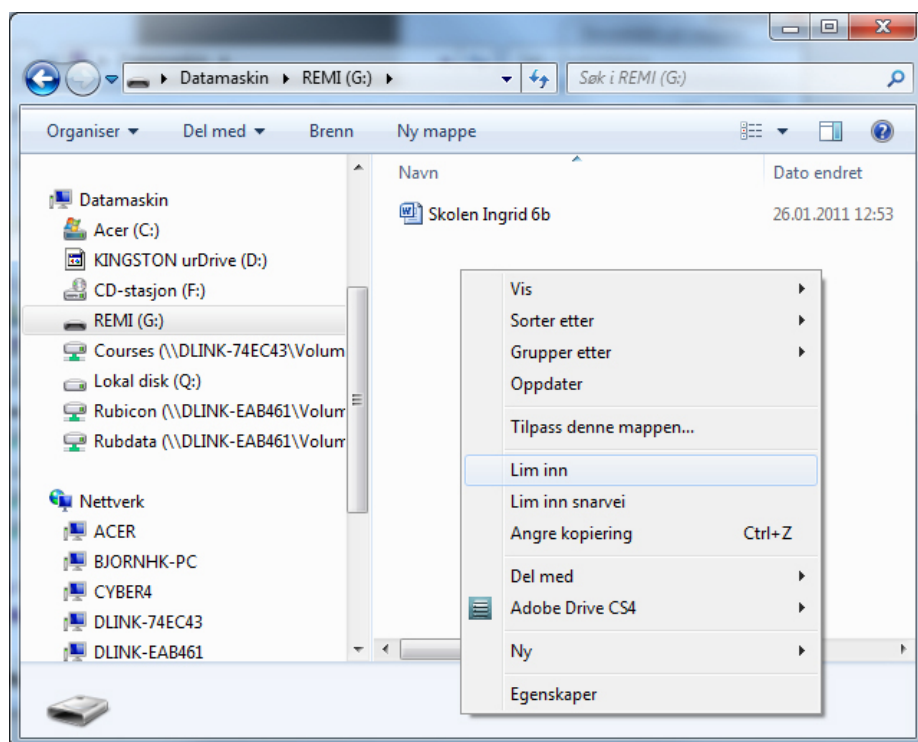 Datamaskin ▸ REMI (G:) ▸
Søk i REMI (G:)
Organiser Del med Brenn Ny mappe
Datamaskin
Acer (C:)
KINGSTON urDrive (D:)
CD-stasjon (F:)
REMI (G:)
Courses (\\DLINK-74EC43\Volum
Lokal disk (Q:)
Rubicon (\\DLINK-EAB461\Volum
Rubdata (\\DLINK-EAB461\Volum
Nettverk
ACER
BJORNHK-PC
CYBER4
DLINK-74EC43
DLINK-EAB461
Navn Dato endret
Skolen Ingrid 6b 26.01.2011 12:53
Vis
Sorter etter
Grupper etter
Oppdater
Tilpass denne mappen...
Lim inn
Lim inn snarvei
Angre kopiering Ctrl+Z
Del med
Adobe Drive CS4
Ny
Egenskaper